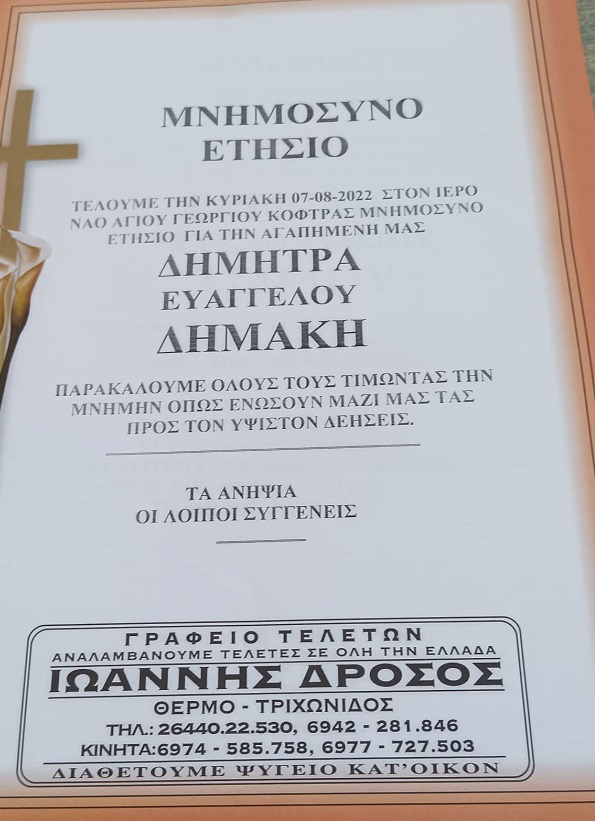 ΜΝΗΜΟΣΥΝΟ
ΕΤΗΣΙΟ
ΤΕΛΟΥΜΕ ΤΗΝ ΚΥΡΙΑΚΗ 07-08-2022 ΣΤΟΝ ΙΕΡΟ
ΝΑΟ ΑΓΙΟΥ ΓΕΩΡΓΙΟΥ ΚΟΦΤΡΑΣ ΜΝΗΜΟΣΥΝΟ
ΕΤΗΣΙΟ ΓΙΑ ΤΗΝ ΑΓΑΠΗΜΕΝΗ ΜΑΣ
ΔΗΜΗΤΡΑ
ΕΥΑΓΓΕΛΟΥ
ΔΗΜΑΚΗ
ΠΑΡΑΚΑΛΟΥΜΕ ΟΛΟΥΣ ΤΟΥΣ ΤΙΜΩΝΤΑΣ ΤΗΝ
ΜΝΗΜΗΝ ΟΠΩΣ ΕΝΩΣΟΥΝ ΜΑΖΙ ΜΑΣ ΤΑΣ
ΠΡΟΣ ΤΟΝ ΥΨΙΣΤΟΝ ΔΕΗΣΕΙΣ.
ΤΑ ΑΝΗΨΙΑ
ΟΙ ΛΟΙΠΟΙ ΣΥΓΓΕΝΕΙΣ
ΓΡΑΦΕΙΟ ΤΕΛΕΤΩΝ
ΑΝΑΛΑΜΒΑΝΟΥΜΕ ΤΕΛΕΤΕΣ ΣΕ ΟΛΗ ΤΗΝ ΕΛΛΑΔΑ
ΙΩΑΝΝΗΣ ΔΡΟΣΟΣ
ΘΕΡΜΟ - ΤΡΙΧΩΝΙΔΟΣ
ΤΗΛ.: 26440.22.530, 6942 - 281.846
ΚΙΝΗΤΑ:6974 - 585.758, 6977 - 727.503
ΔΙΑΘΕΤΟΥΜΕ ΨΥΓΕΙΟ ΚΑΤ'ΟΙΚΟΝ